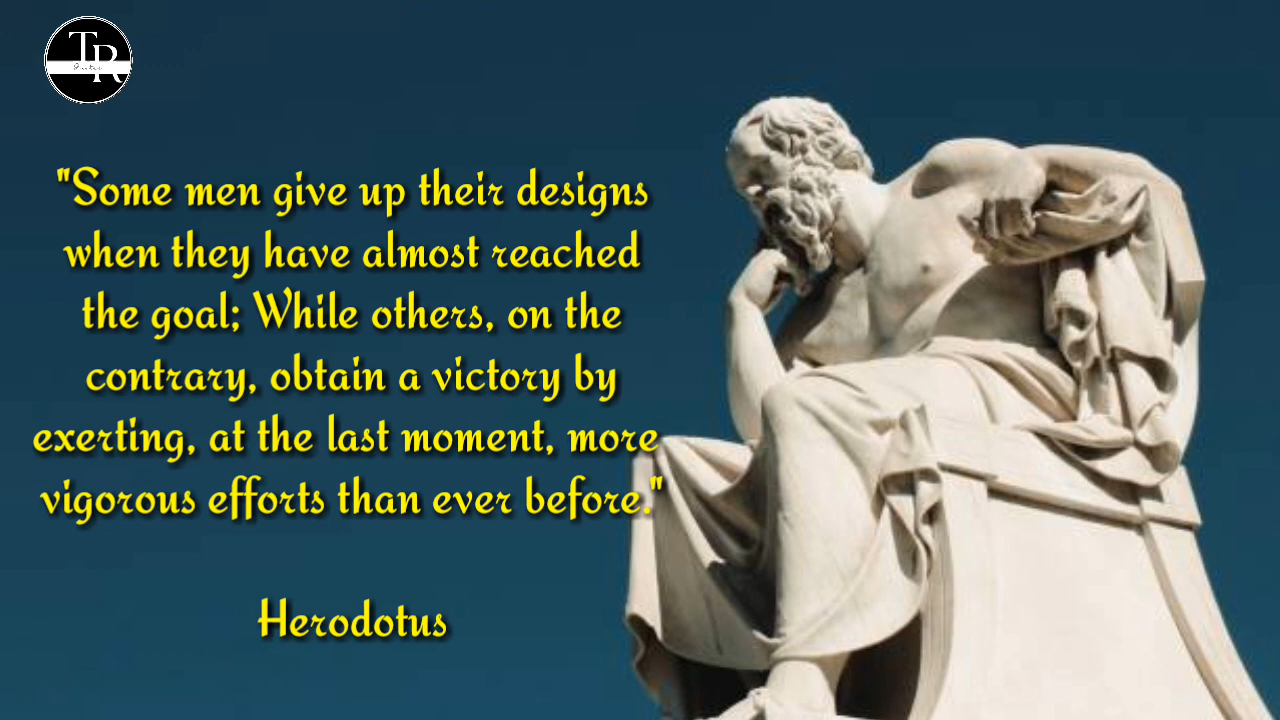 TR
"Some men give up their designs
when they have almost reached
the goal; While others, on the
contrary, obtain a victory by
exerting, at the last moment, more
vigorous efforts than ever before."
Herodotus